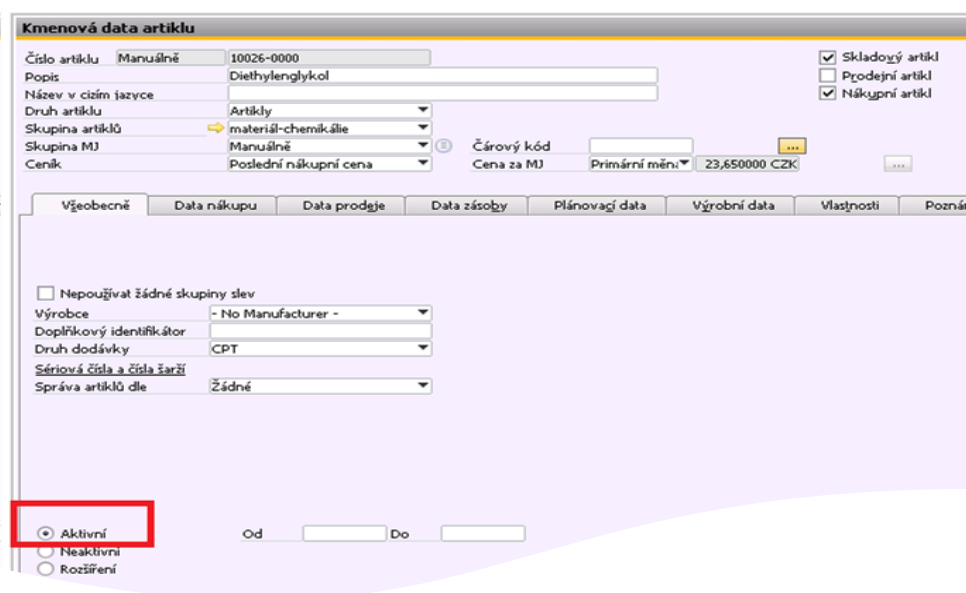 Kmenová data artiklu
Číslo artiklu Manuálně 10026-0000 Skladový artikl
Popis Diethylenglykol Prodejní artikl
Název v cizím jazyce Nákupní artikl
Druh artiklu Artikly
Skupina artiklů materiál-chemikálie
Skupina MJ Manuálně Čárový kód ...
Ceník Poslední nákupní cena Cena za MJ Primární měn 23,650000 CZK ...
Všeobecně Data nákupu Data prodeje Data zásoby Plánovací data Výrobní data Vlastnosti Poznám
Nepoužívat žádné skupiny slev
Výrobce - No Manufacturer -
Doplňkový identifikátor
Druh dodávky CPT
Sériová čísla a čísla šarží
Správa artiklů dle Žádné
Aktivní Od Do
Neaktivní
Rozšíření